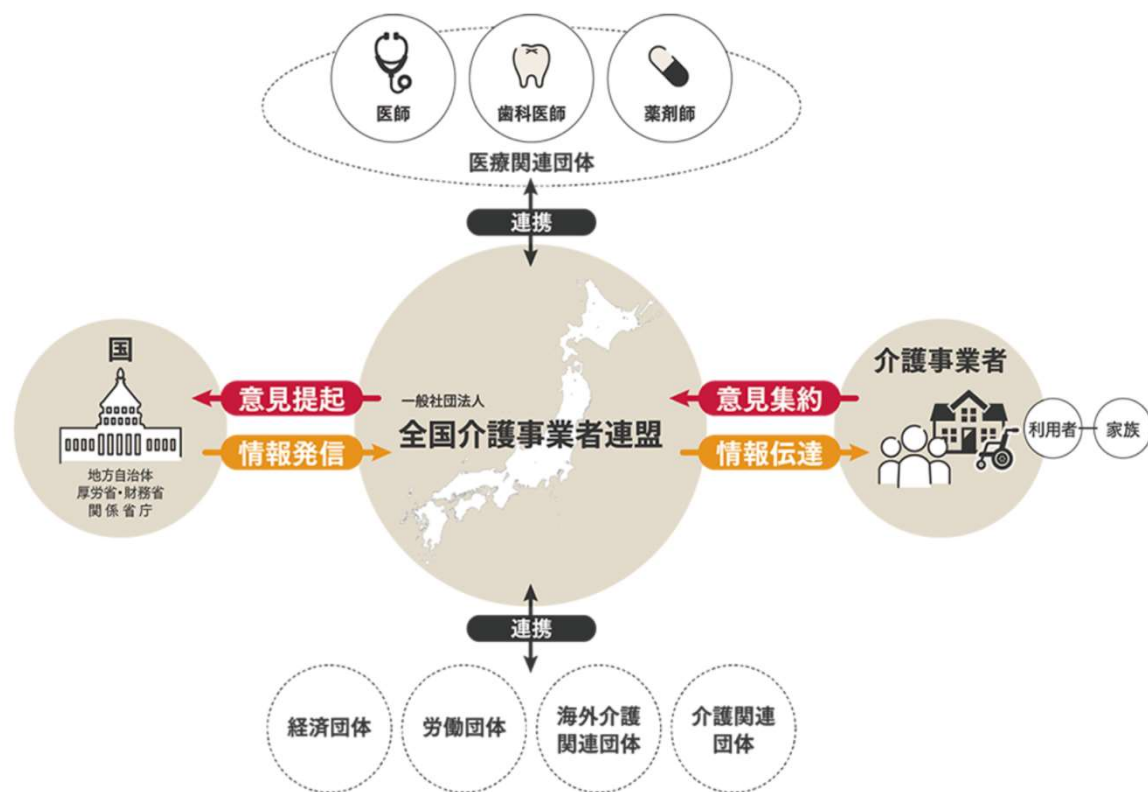 医師
歯科医師
薬剤師
医療関連団体
連携
国
地方自治体
厚労省・財務省
関係省庁
意見提起
情報発信
一般社団法人
全国介護事業者連盟
意見集約
情報伝達
介護事業者
利用者
家族
連携
経済団体
労働団体
海外介護
関連団体
介護関連
団体